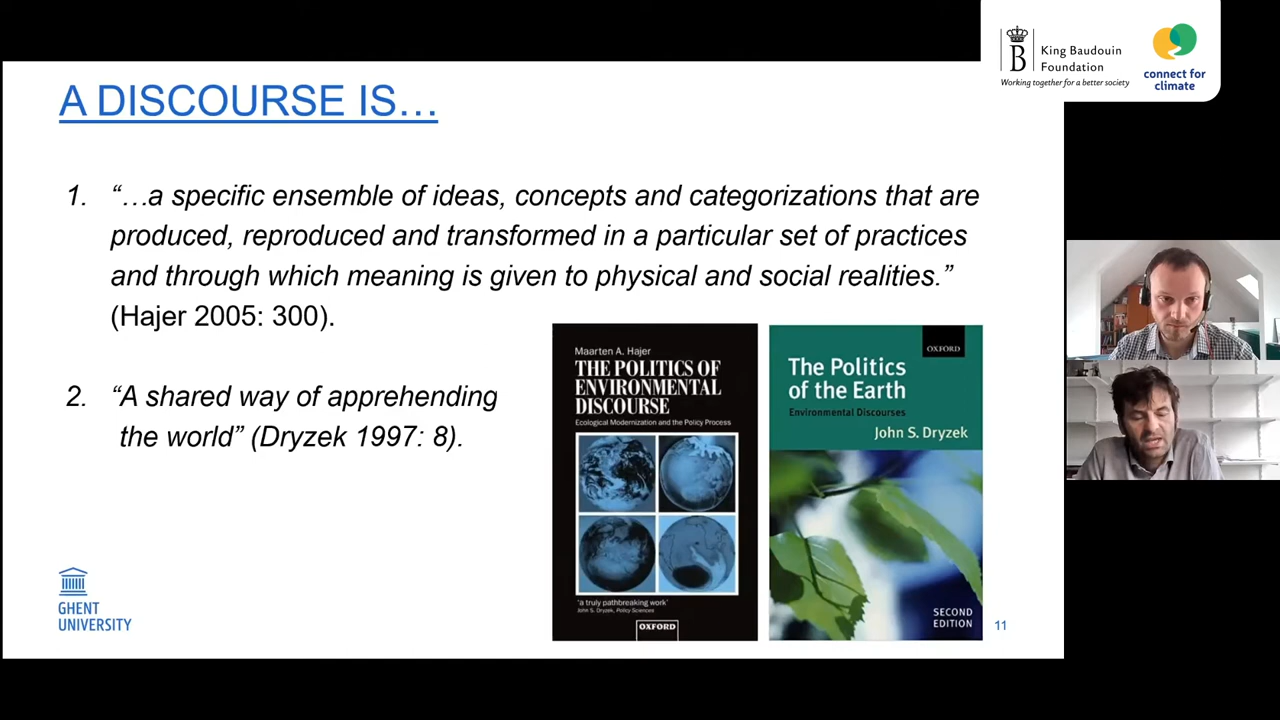 A DISCOURSE IS…
1. “…a specific ensemble of ideas, concepts and categorizations that are
produced, reproduced and transformed in a particular set of practices
and through which meaning is given to physical and social realities.”
(Hajer 2005: 300).
2. “A shared way of apprehending
the world” (Dryzek 1997: 8).
Maarten A. Hajer
THE POLITICS OF
ENVIRONMENTAL
DISCOURSE
Ecological Modernization and the Policy Process
'a truly pathbreaking work'
John S. Dryzek, Policy Sciences
OXFORD
OXFORD
The Politics
of the Earth
Environmental Discourses
John S. Dryzek
SECOND
EDITION
GHENT
UNIVERSITY
11
B
King Baudouin
Foundation
Working together for a better society
connect for
climate